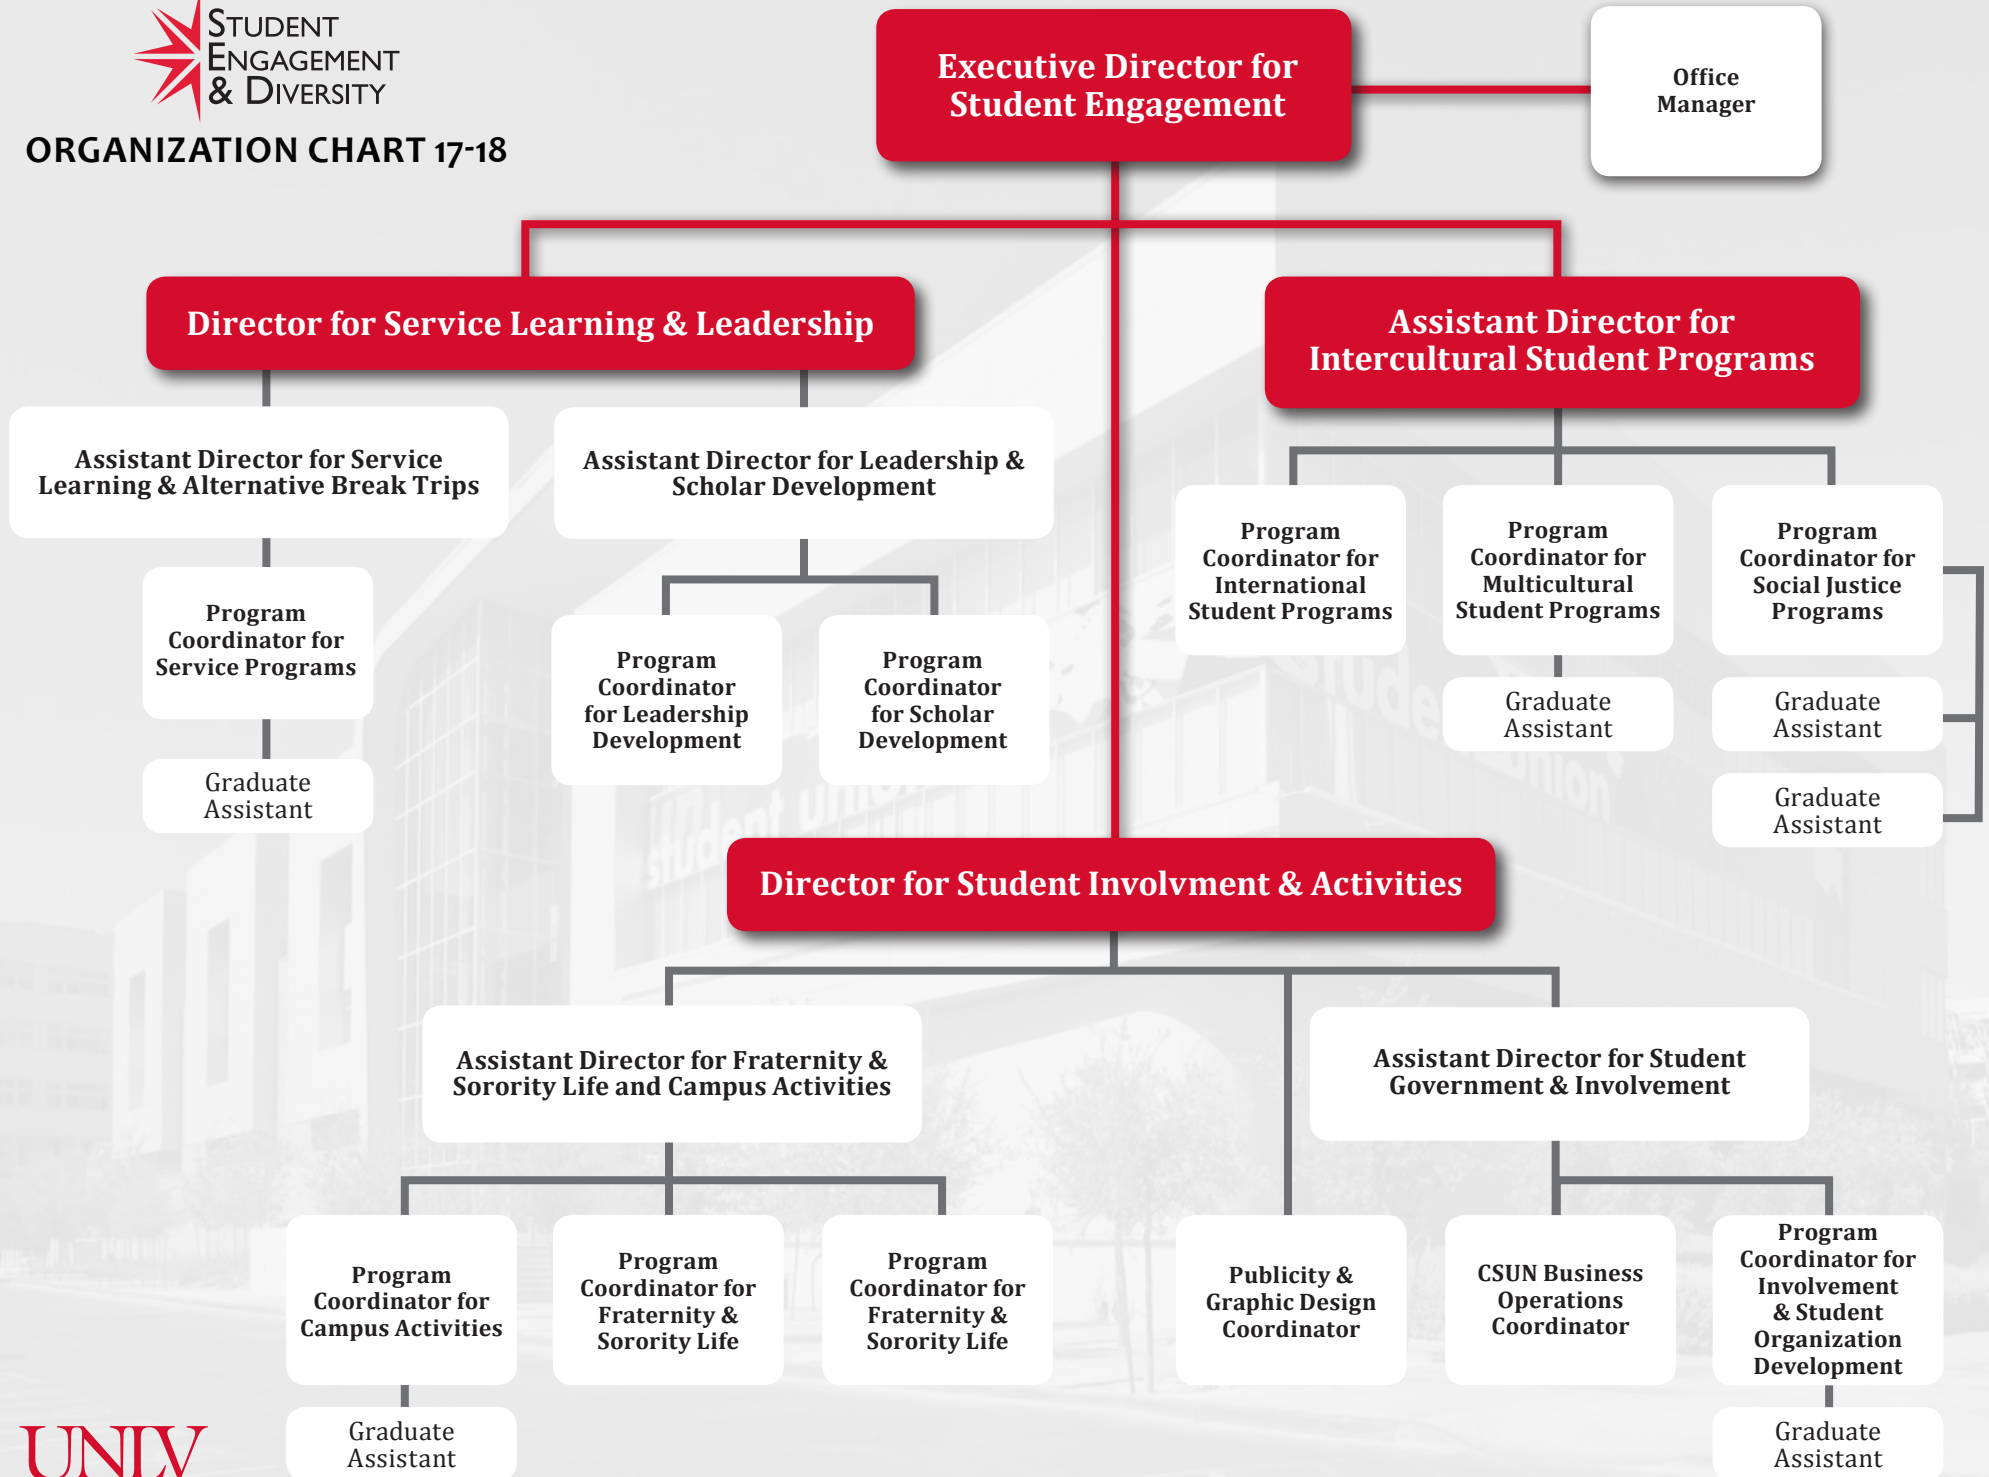 STUDENT
ENGAGEMENT
& DIVERSITY
ORGANIZATION CHART 17-18
Executive Director for
Student Engagement
Office
Manager
Director for Service Learning & Leadership
Assistant Director for
Intercultural Student Programs
Assistant Director for Service
Learning & Alternative Break Trips
Assistant Director for Leadership &
Scholar Development
Program
Coordinator for
International
Student Programs
Program
Coordinator for
Multicultural
Student Programs
Program
Coordinator for
Social Justice
Programs
Program
Coordinator for
Service Programs
Program
Coordinator
for Leadership
Development
Program
Coordinator
for Scholar
Development
Graduate
Assistant
Graduate
Assistant
Graduate
Assistant
Graduate
Assistant
student union
Student Union
Director for Student Involvment & Activities
Assistant Director for Fraternity &
Sorority Life and Campus Activities
Assistant Director for Student
Government & Involvement
Program
Coordinator for
Campus Activities
Program
Coordinator for
Fraternity &
Sorority Life
Program
Coordinator for
Fraternity &
Sorority Life
Publicity &
Graphic Design
Coordinator
CSUN Business
Operations
Coordinator
Program
Coordinator for
Involvement
& Student
Organization
Development
Graduate
Assistant
Graduate
Assistant
UNLV